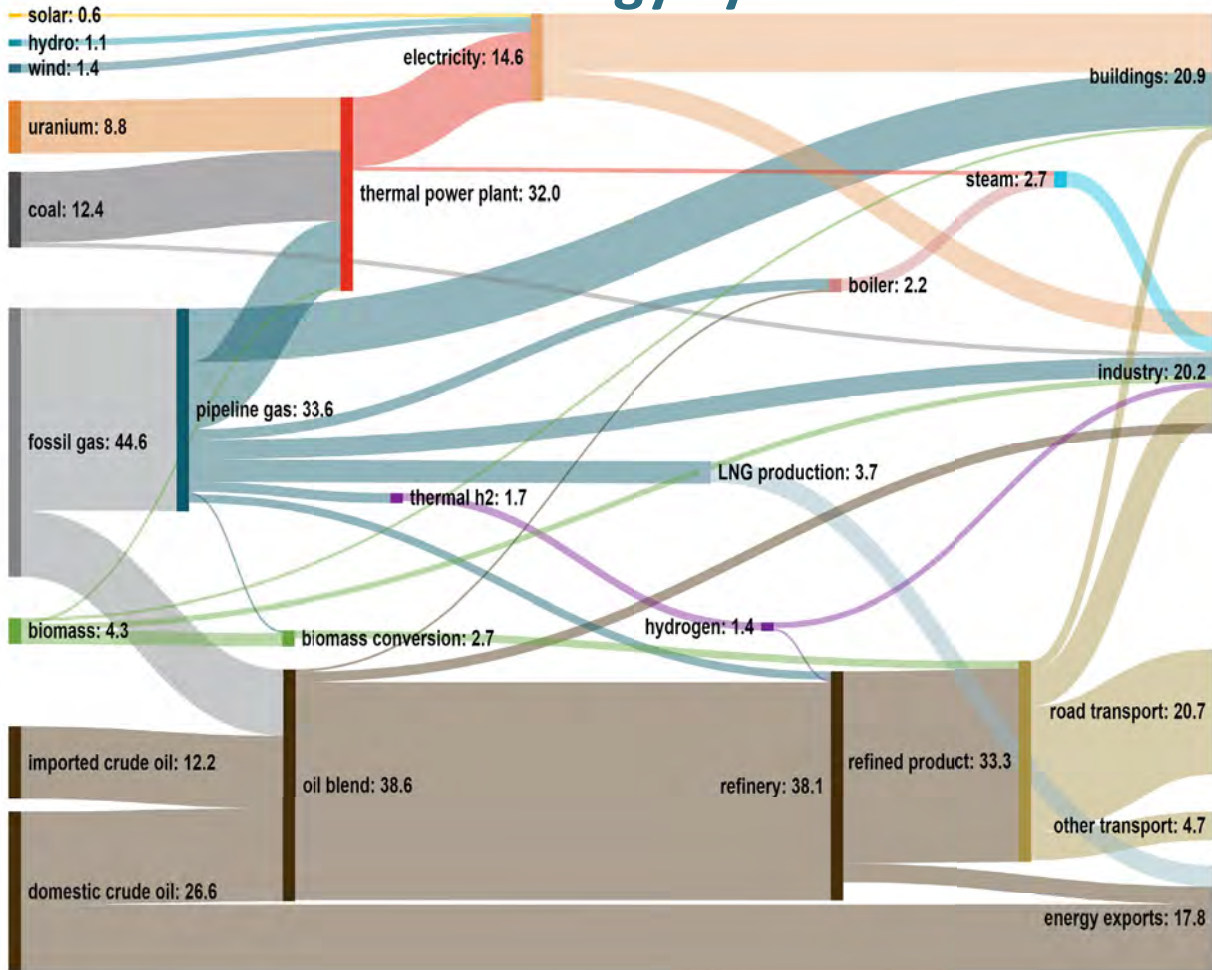 solar: 0.6
hydro: 1.1
wind: 1.4
electricity: 14.6
buildings: 20.9
uranium: 8.8
thermal power plant: 32.0
steam: 2.7
coal: 12.4
boiler: 2.2
industry: 20.2
pipeline gas: 33.6
fossil gas: 44.6
LNG production: 3.7
thermal h2: 1.7
biomass: 4.3
biomass conversion: 2.7
hydrogen: 1.4
road transport: 20.7
imported crude oil: 12.2
oil blend: 38.6
refinery: 38.1
refined product: 33.3
other transport: 4.7
domestic crude oil: 26.6
energy exports: 17.8